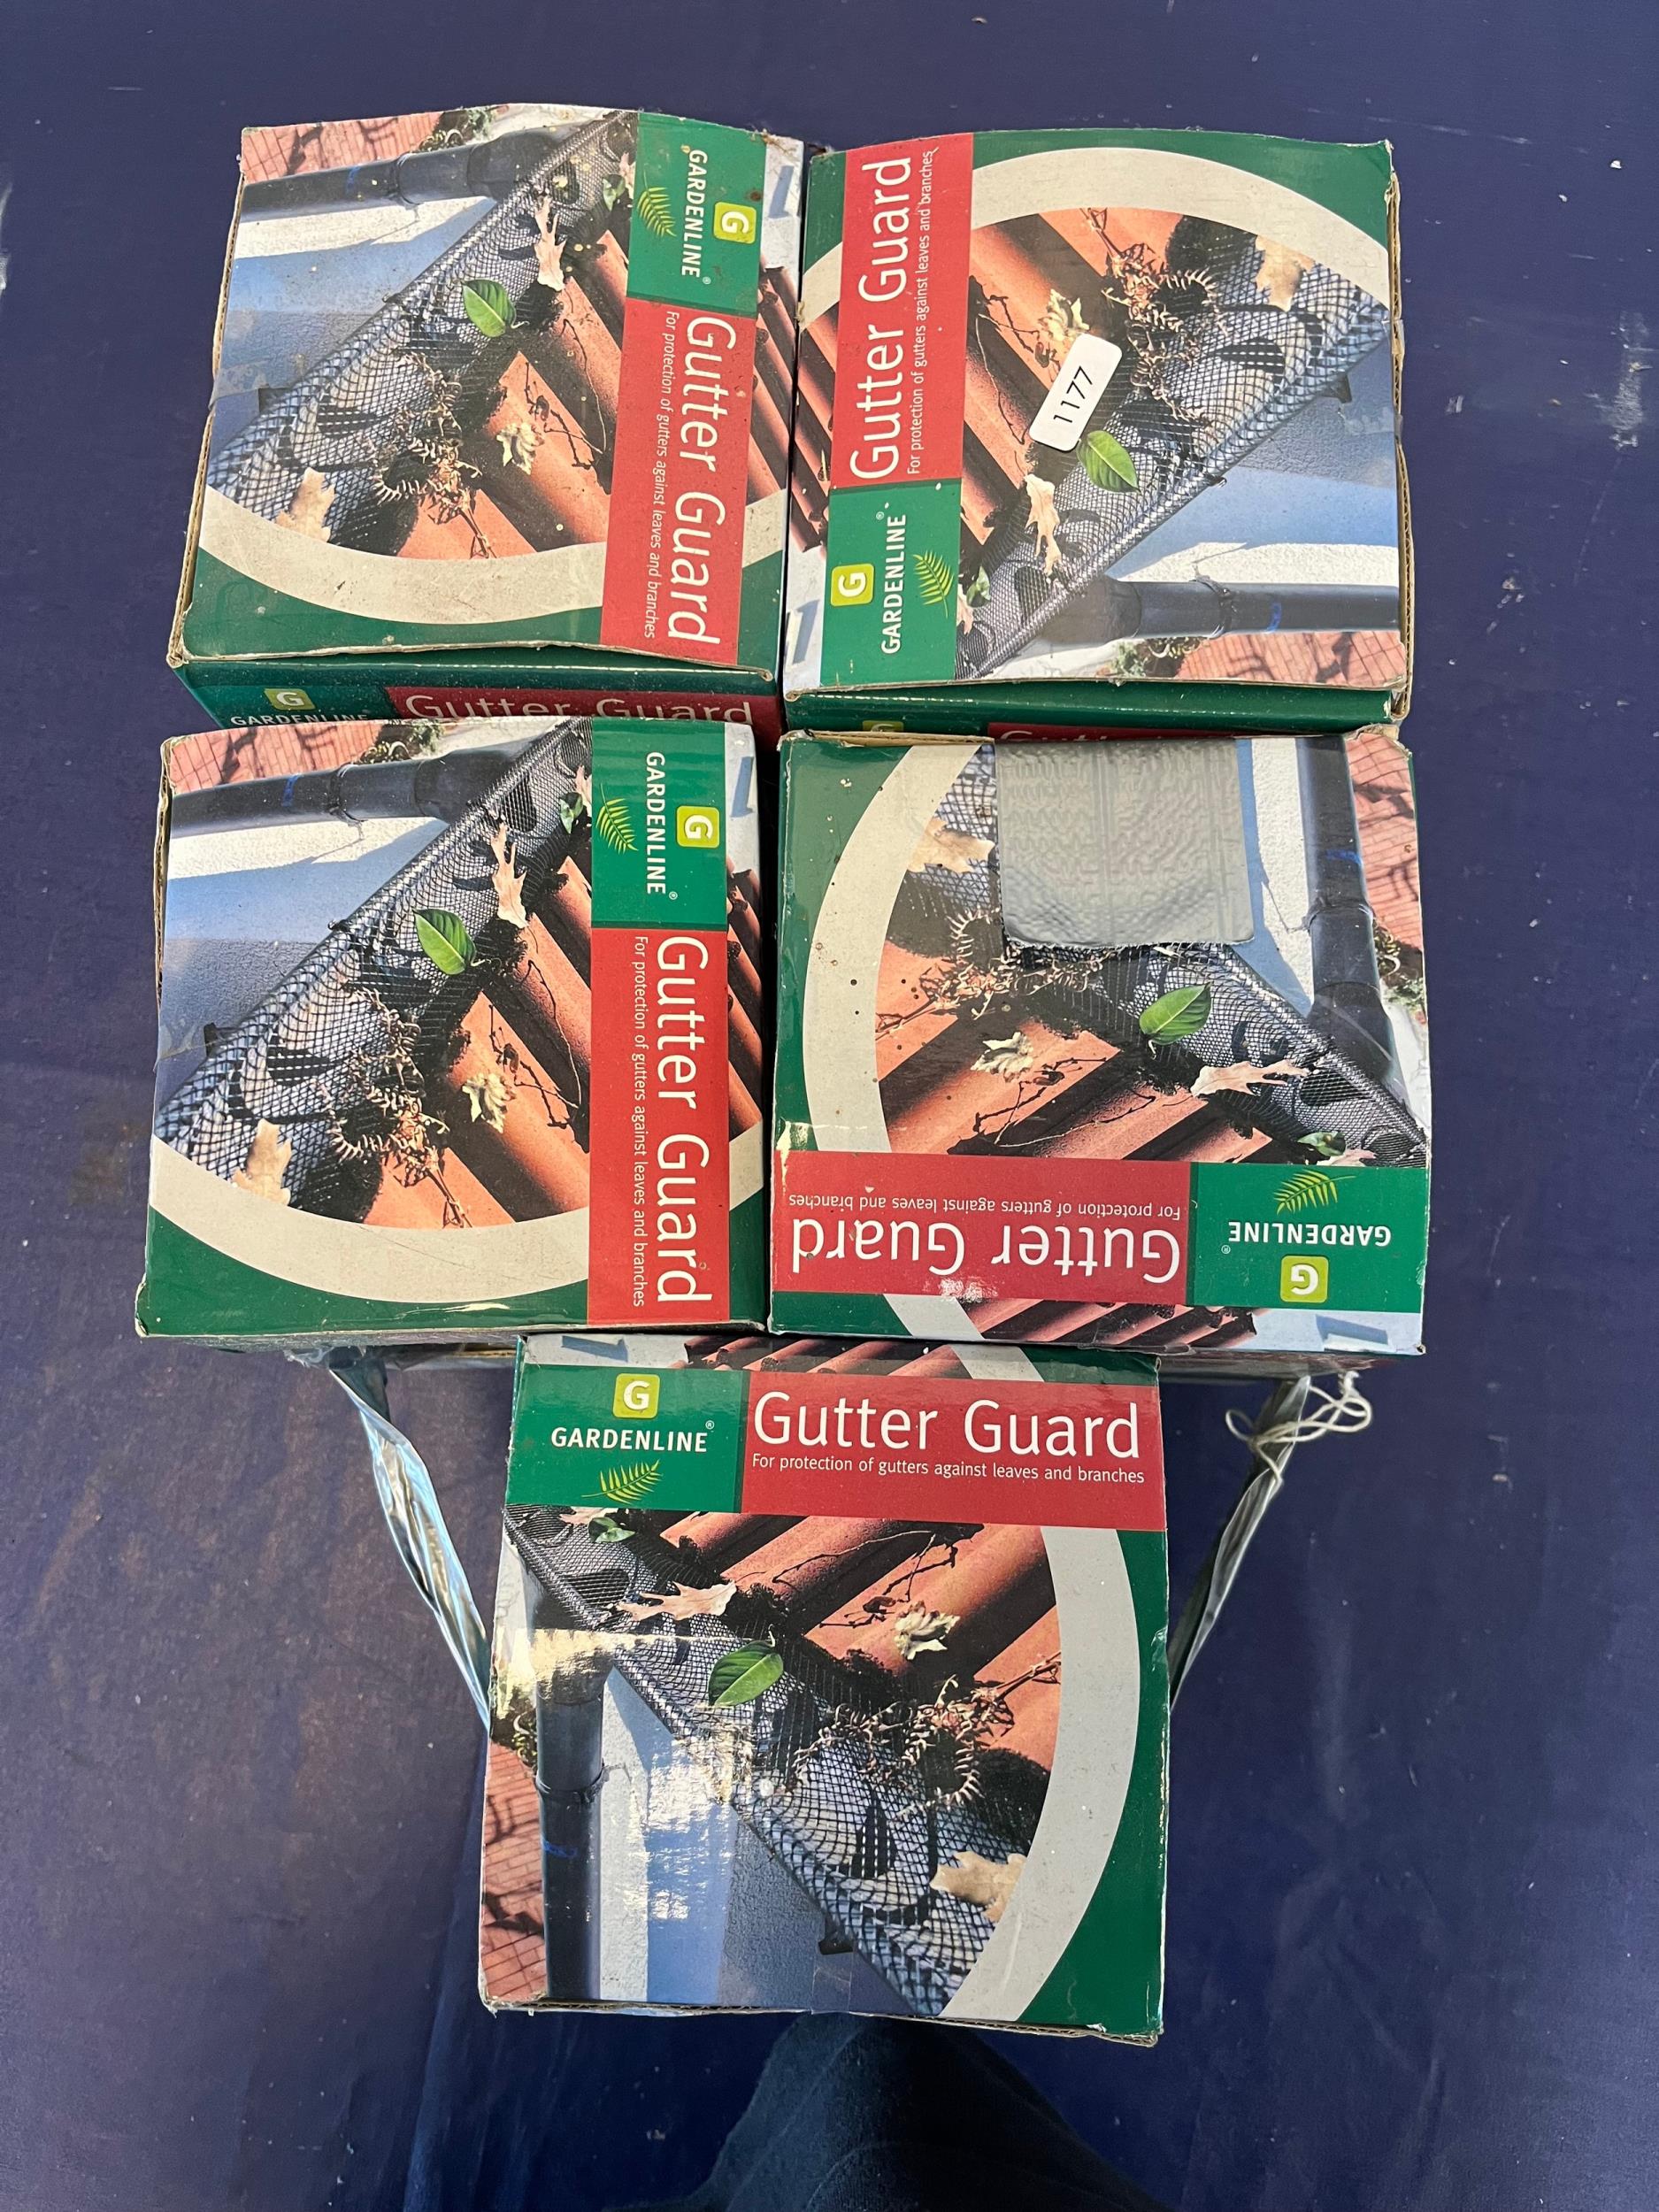 G
GARDENLINE®
Gutter Guard
For protection of gutters against leaves and branches
G
GARDENLINE
Gutter Guard
Gutter Guard
For protection of gutters against leaves and branches
1177
G
GARDENLINE®
G
GARDENLINE®
Gutter Guard
For protection of gutters against leaves and branches
G
GARDENLINE®
Gutter Guard
For protection of gutters against leaves and branches
G
GARDENLINE®
Gutter Guard
For protection of gutters against leaves and branches